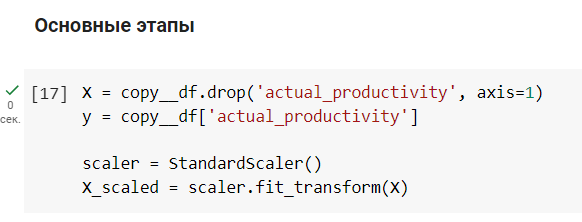 Основные этапы
[17] X = copy__df.drop('actual_productivity', axis=1)
0 y = copy__df['actual_productivity']
сек.
scaler = StandardScaler()
X_scaled = scaler.fit_transform(X)